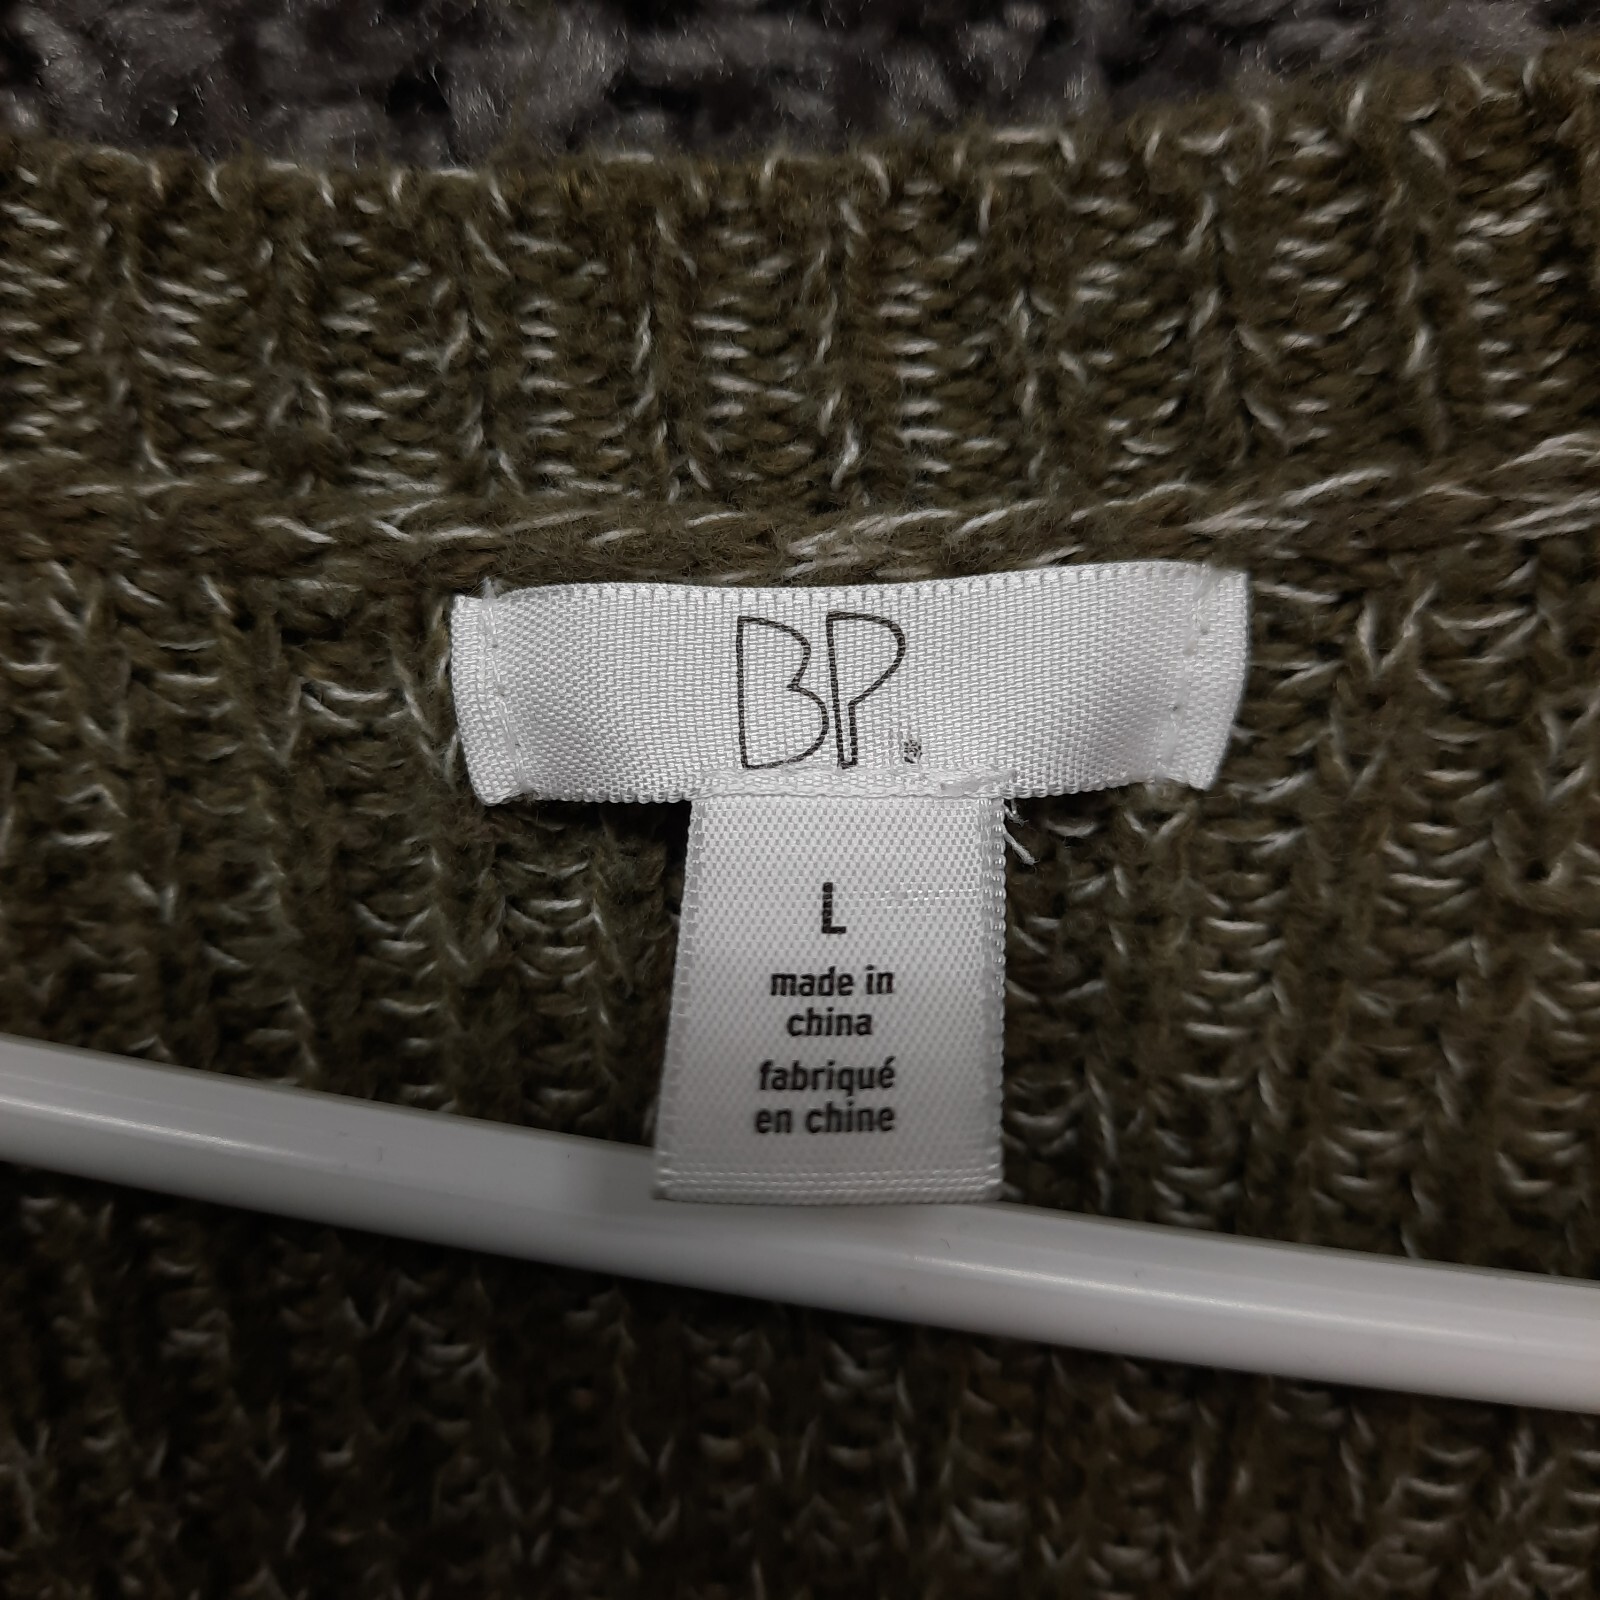 BP.
L
made in
china
fabriqué
en chine